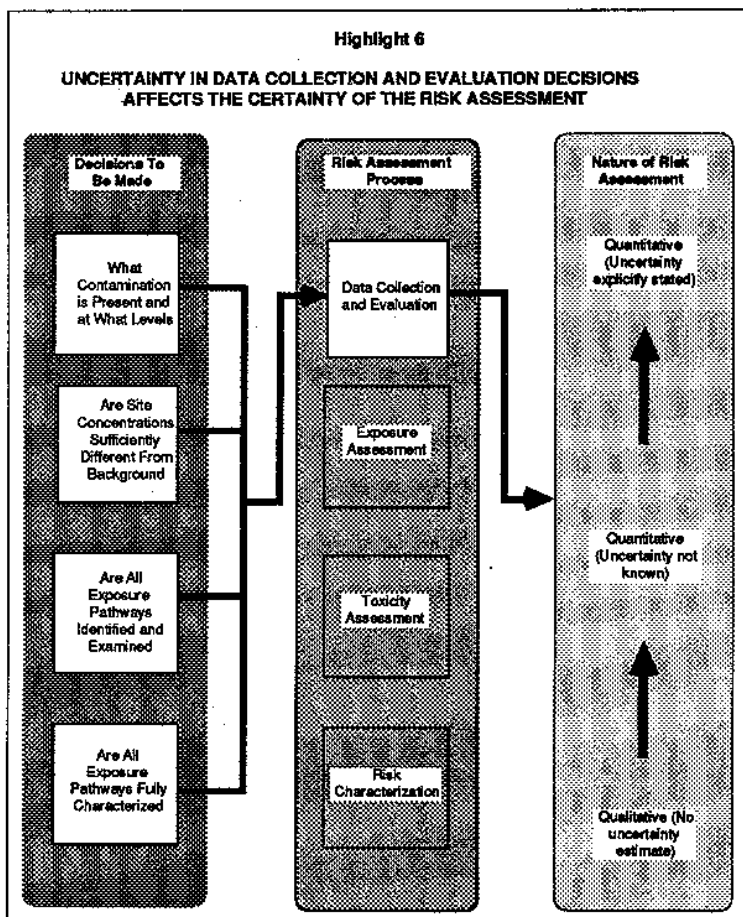 Highlight 6
UNCERTAINTY IN DATA COLLECTION AND EVALUATION DECISIONS
AFFECTS THE CERTAINTY OF THE RISK ASSESSMENT
Decisions To
Be Made
What
Contamination
is Present and
at What Levels
Are Site
Concentrations
Sufficiently
Different From
Background
Are All
Exposure
Pathways
Identified and
Examined
Are All
Exposure
Pathways Fully
Characterized
Risk Assessment
Process
Data Collection
and Evaluation
Exposure
Assessment
Toxicity
Assessment
Risk
Characterization
Nature of Risk
Assessment
Quantitative
(Uncertainty
explicitly stated)
Quantitative
(Uncertainty not
known)
Qualitative (No
uncertainty
estimate)